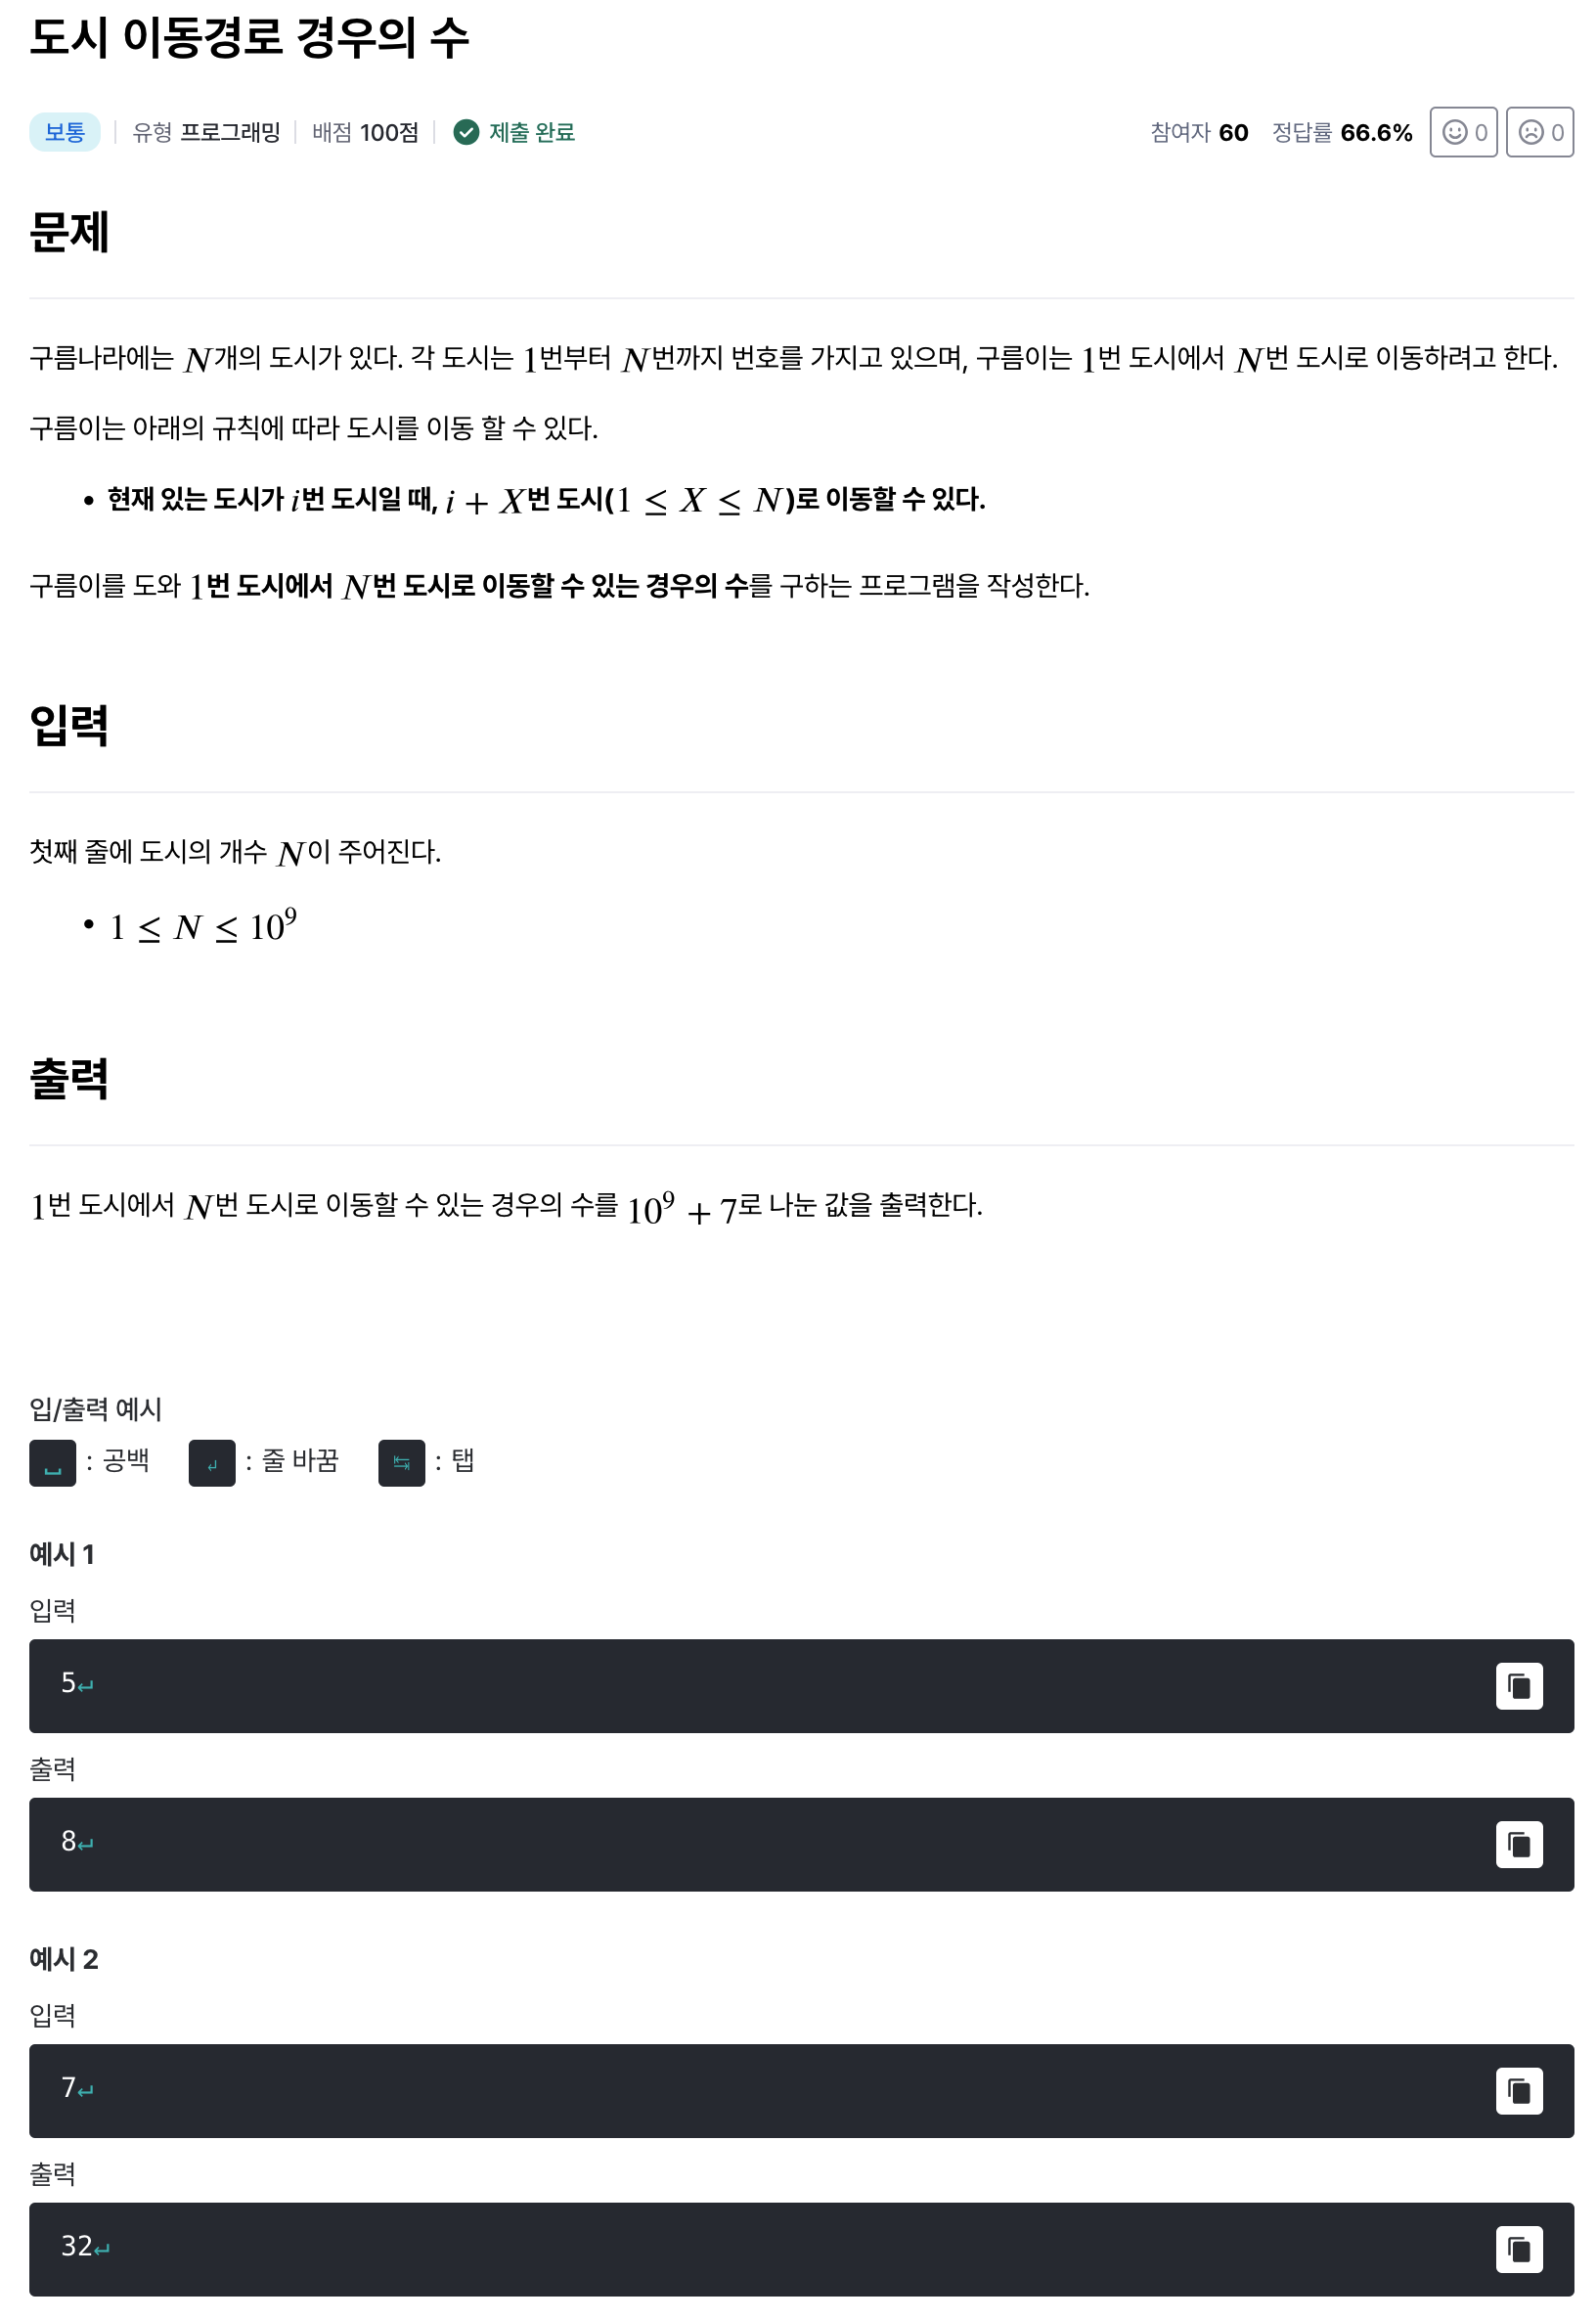 도시 이동경로 경우의 수
보통 유형 프로그래밍 배점 100점 제출 완료 참여자 60 정답률 66.6% 0 0
문제
구름나라에는 N개의 도시가 있다. 각 도시는 1번부터 N번까지 번호를 가지고 있으며, 구름이는 1번 도시에서 N번 도시로 이동하려고 한다.
구름이는 아래의 규칙에 따라 도시를 이동 할 수 있다.
• 현재 있는 도시가 i번 도시일 때, i + X번 도시(1 ≤ X ≤ N)로 이동할 수 있다.
구름이를 도와 1번 도시에서 N번 도시로 이동할 수 있는 경우의 수를 구하는 프로그램을 작성한다.
입력
첫째 줄에 도시의 개수 N이 주어진다.
• 1 ≤ N ≤ 10⁹
출력
1번 도시에서 N번 도시로 이동할 수 있는 경우의 수를 10⁹ + 7로 나눈 값을 출력한다.
입/출력 예시
␣ : 공백 ↵ : 줄 바꿈 ↹ : 탭
예시 1
입력
5↵
출력
8↵
예시 2
입력
7↵
출력
32↵